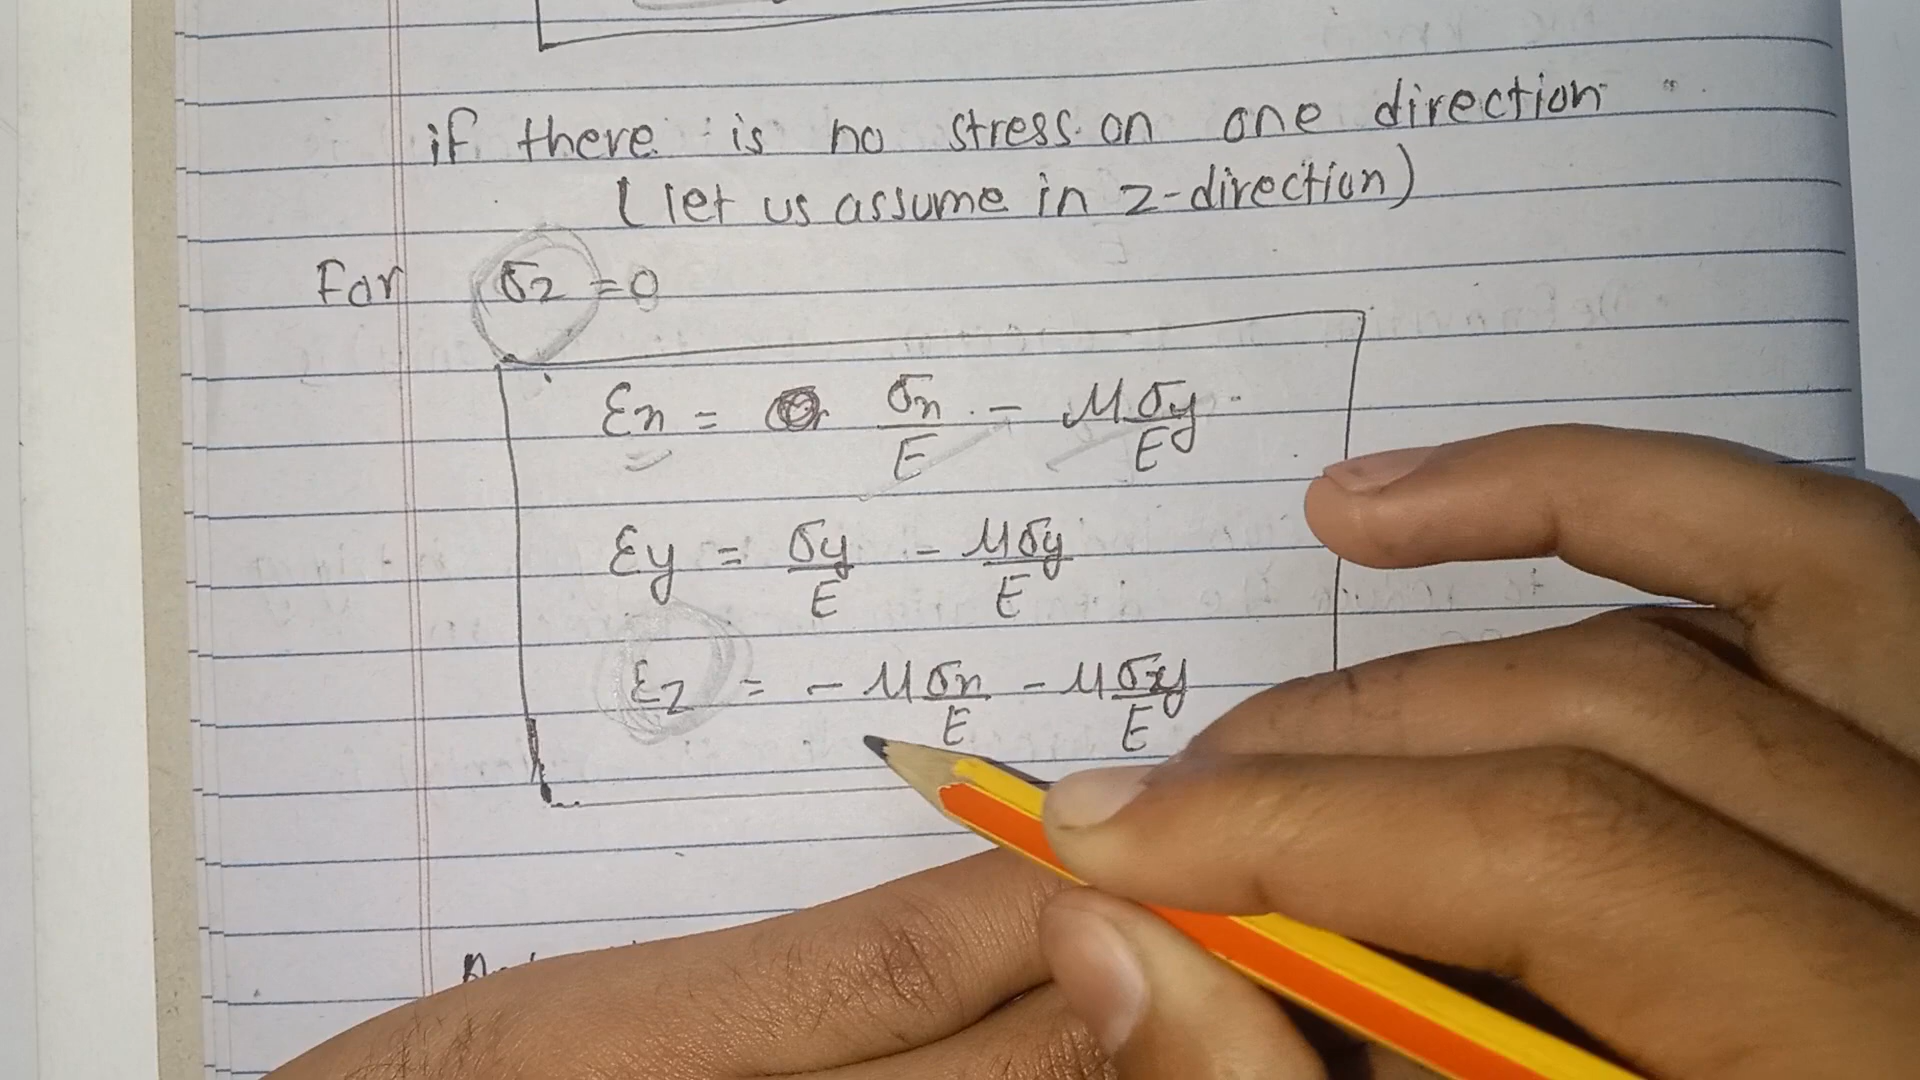 if there is no stress on one direction
(let us assume in z-direction)
For σz = 0
εx = σx/E - μσy/E
εy = σy/E - μσy/E
εz = - μσx/E - μσy/E